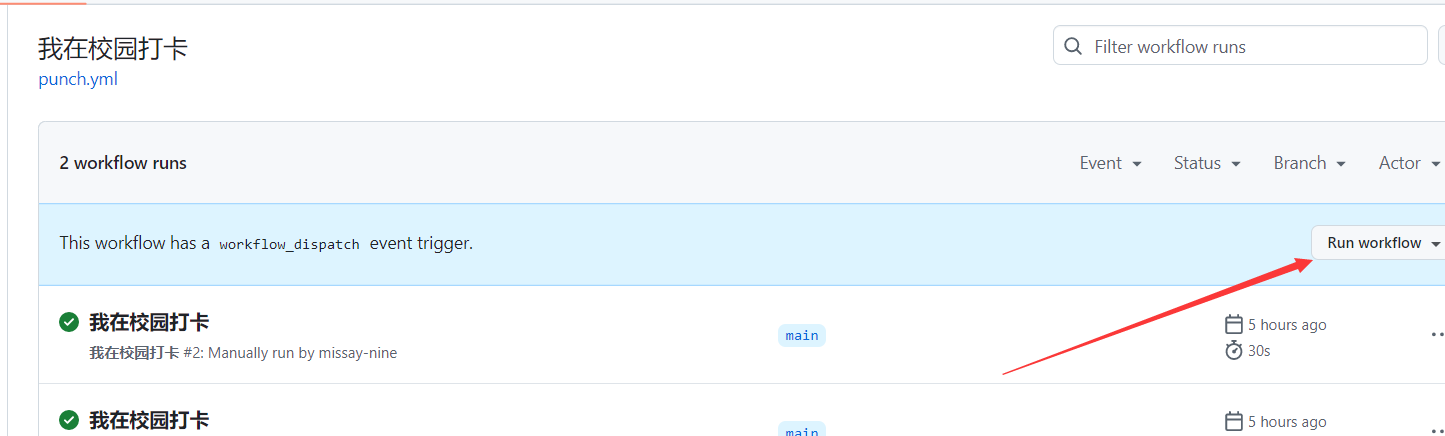 我在校园打卡
punch.yml
Filter workflow runs
2 workflow runs
Event
Status
Branch
Actor
This workflow has a workflow_dispatch event trigger.
Run workflow
我在校园打卡
main
5 hours ago
我在校园打卡 #2: Manually run by missay-nine
30s
我在校园打卡
main
5 hours ago